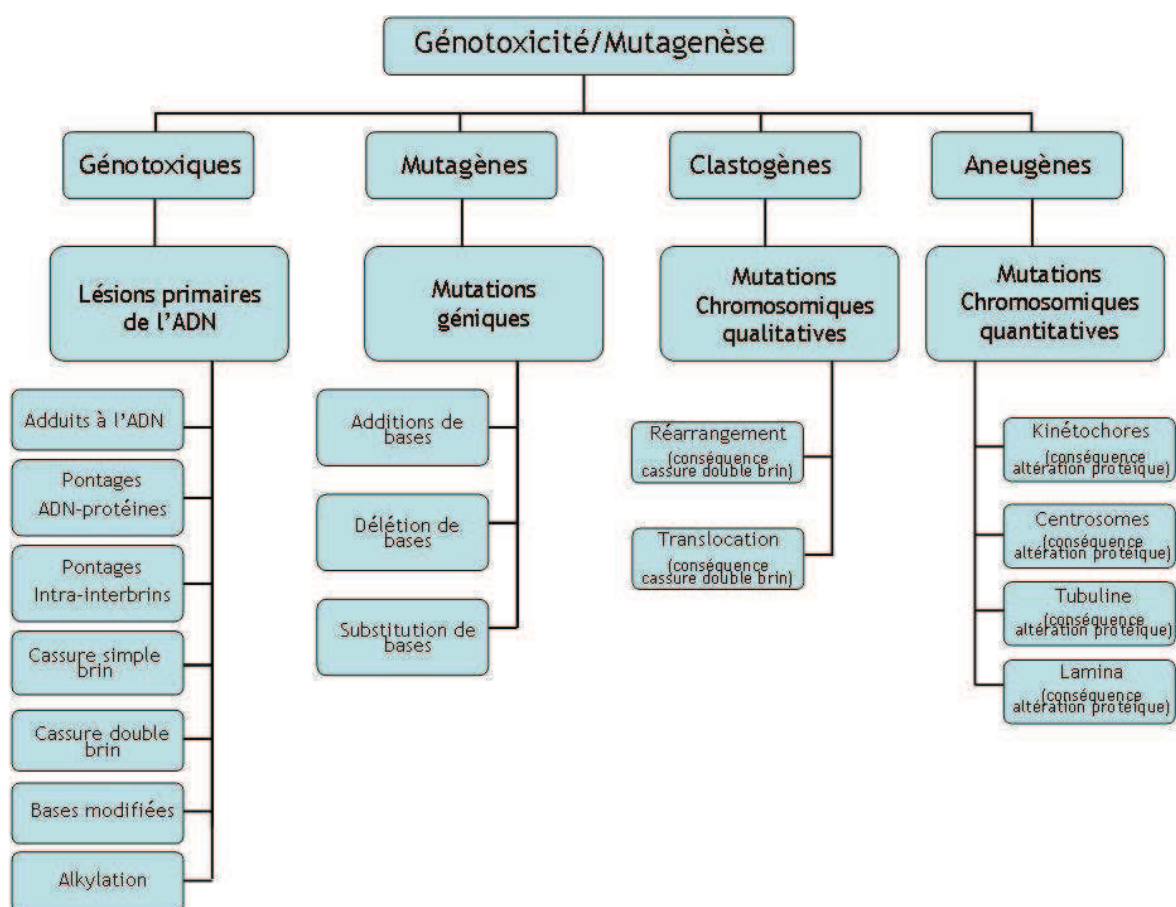 Génotoxicité/Mutagenèse
Génotoxiques
Mutagènes
Clastogènes
Aneugènes
Lésions primaires
de l'ADN
Mutations
géniques
Mutations
Chromosomiques
qualitatives
Mutations
Chromosomiques
quantitatives
Adduits à l'ADN
Pontages
ADN-protéines
Pontages
Intra-interbrins
Cassure simple
brin
Cassure double
brin
Bases modifiées
Alkylation
Additions de
bases
Délétion de
bases
Substitution de
bases
Réarrangement
(conséquence
cassure double brin)
Translocation
(conséquence
cassure double brin)
Kinétochores
(conséquence
altération protéique)
Centrosomes
(conséquence
altération protéique)
Tubuline
(conséquence
altération protéique)
Lamina
(conséquence
altération protéique)